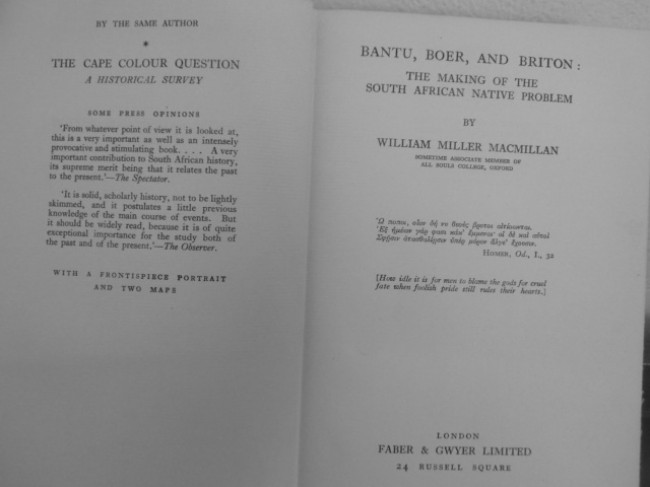 BY THE SAME AUTHOR
*
THE CAPE COLOUR QUESTION
A HISTORICAL SURVEY
SOME PRESS OPINIONS
'From whatever point of view it is looked at,
this is a very important as well as an intensely
provocative and stimulating book. . . . A very
important contribution to South African history,
its supreme merit being that it relates the past
to the present.'—The Spectator.
'It is solid, scholarly history, not to be lightly
skimmed, and it postulates a little previous
knowledge of the main course of events. But
it should be widely read, because it is of quite
exceptional importance for the study both of
the past and of the present.'—The Observer.
WITH A FRONTISPIECE PORTRAIT
AND TWO MAPS
BANTU, BOER, AND BRITON:
THE MAKING OF THE
SOUTH AFRICAN NATIVE PROBLEM
BY
WILLIAM MILLER MACMILLAN
SOMETIME ASSOCIATE MEMBER OF
ALL SOULS COLLEGE, OXFORD
HOMER, Od., I., 32
[How idle it is for men to blame the gods for cruel
fate when foolish pride still rules their hearts.]
LONDON
FABER & GWYER LIMITED
24 RUSSELL SQUARE